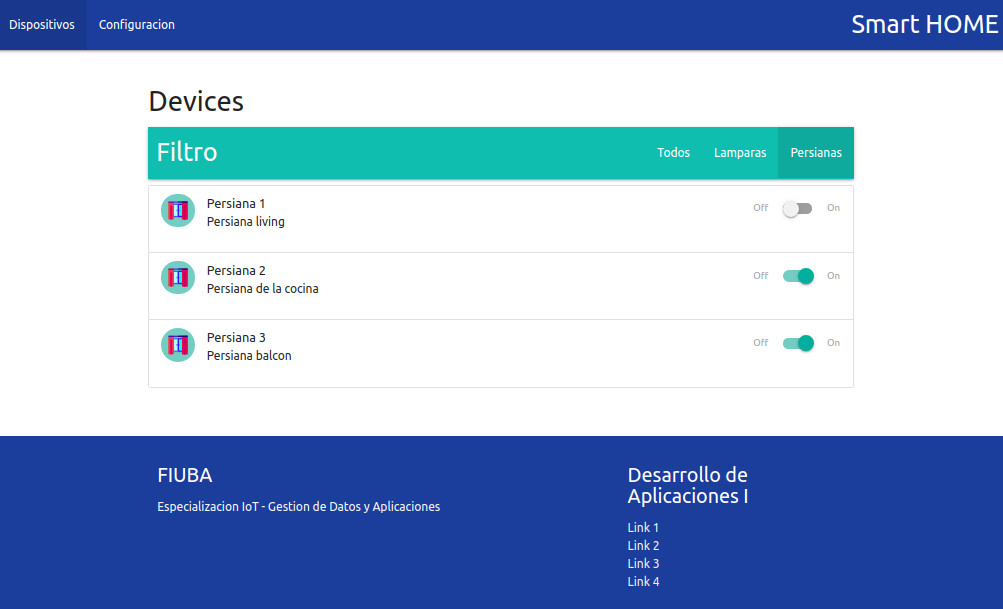 Dispositivos Configuracion Smart HOME
Devices
Filtro Todos Lamparas Persianas
Persiana 1 Off On
Persiana living
Persiana 2 Off On
Persiana de la cocina
Persiana 3 Off On
Persiana balcon
FIUBA
Especializacion IoT - Gestion de Datos y Aplicaciones
Desarrollo de
Aplicaciones I
Link 1
Link 2
Link 3
Link 4